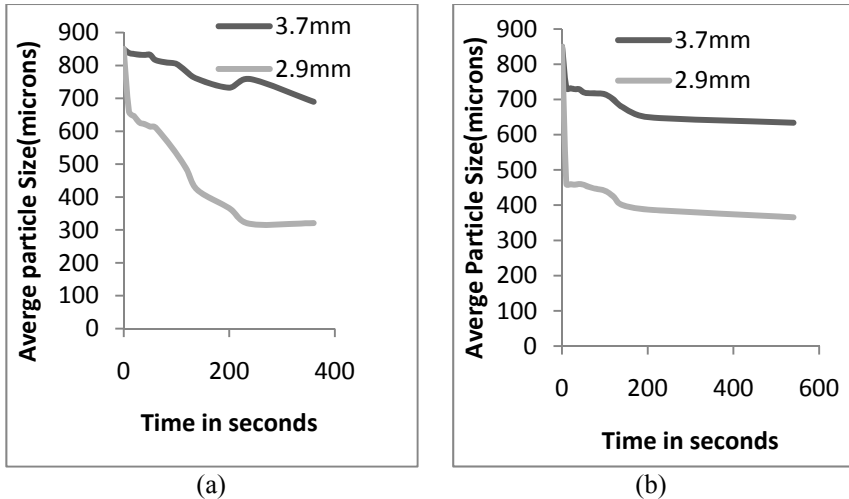 Averge particle Size(microns)
900
800
700
600
500
400
300
200
100
0
0 200 400
Time in seconds
3.7mm
2.9mm
(a)
Averge Particle Size(microns)
900
800
700
600
500
400
300
200
100
0
0 200 400 600
Time in seconds
3.7mm
2.9mm
(b)